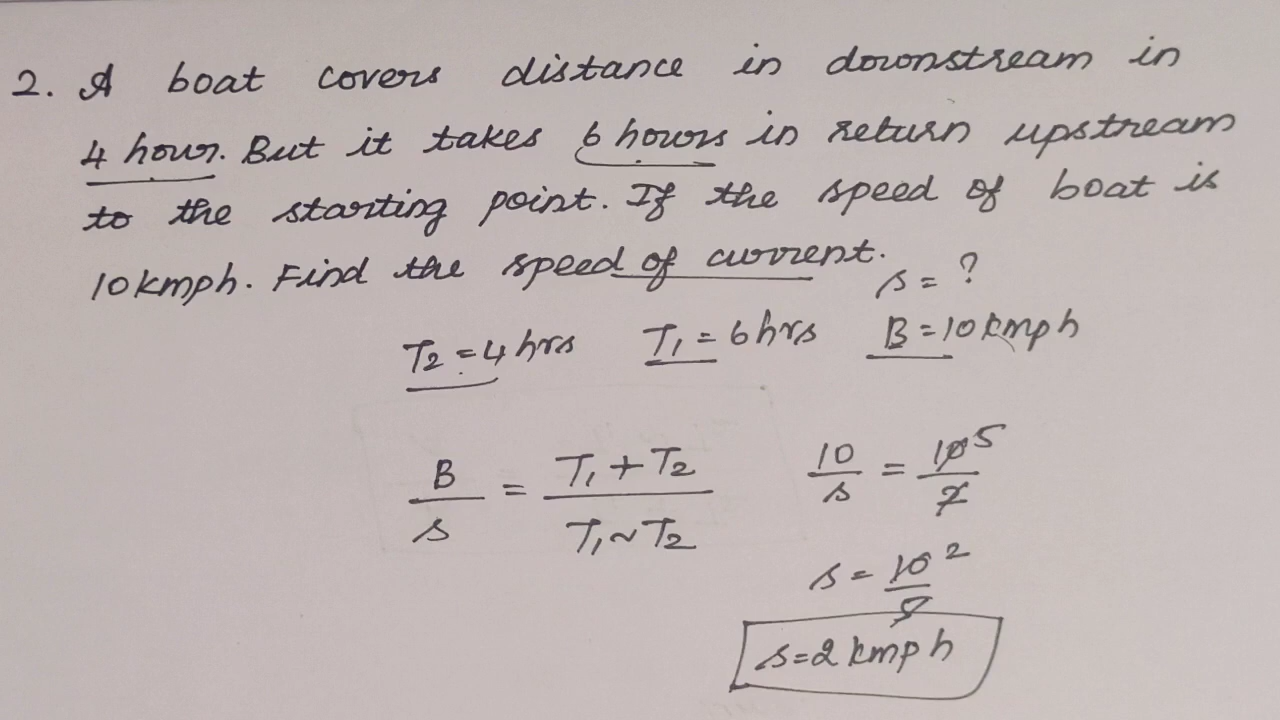 2. A boat covers distance in downstream in
4 hour. But it takes 6 hours in return upstream
to the starting point. If the speed of boat is
10kmph. Find the speed of current.
s = ?
T₂ = 4 hrs T₁ = 6 hrs B = 10 kmph
B/s = T₁ + T₂ / T₁ ~ T₂
10/s = 10 5 / 2
s = 10 2 / 5
s = 2 kmph